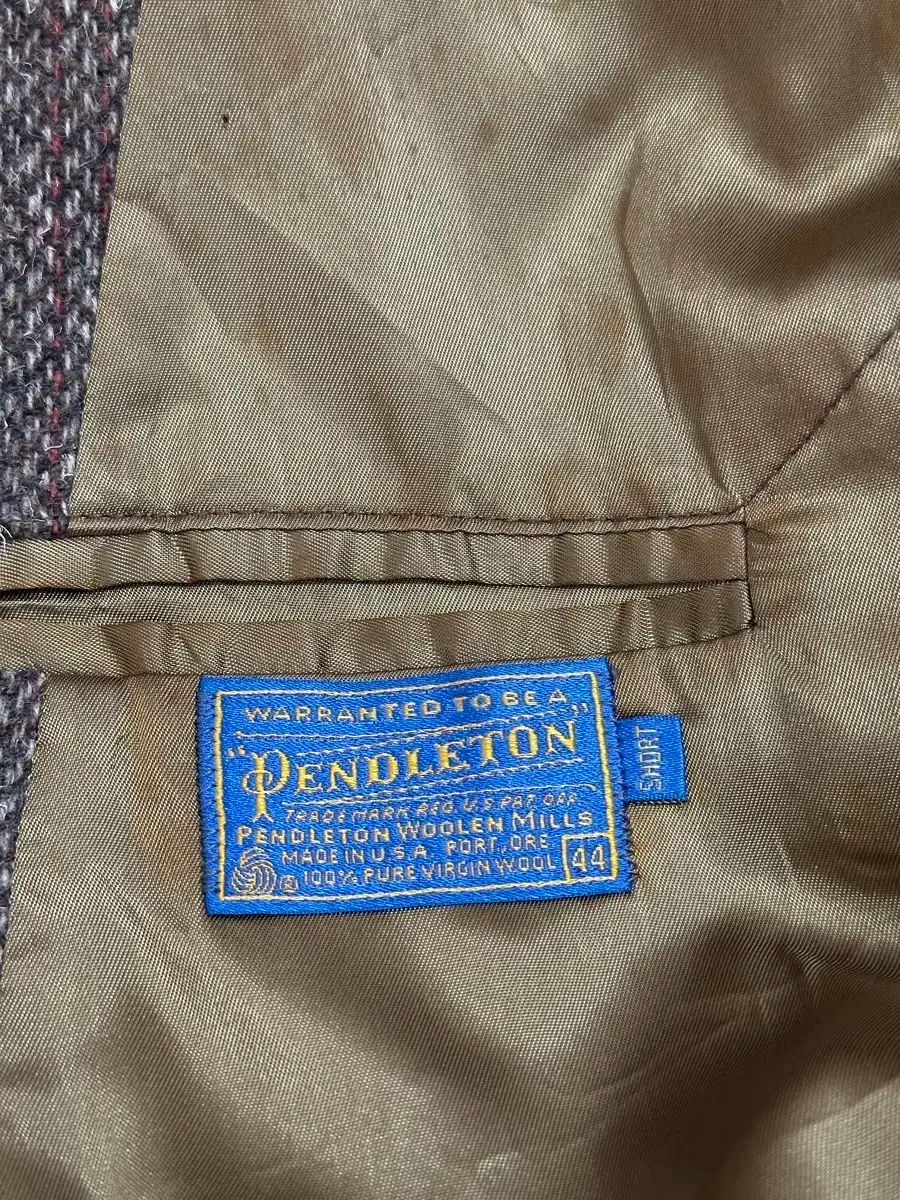 WARRANTED TO BE A
"PENDLETON"
TRADE MARK REG. U.S. PAT. OFF.
PENDLETON WOOLEN MILLS
MADE IN U.S.A. PORT., ORE
® 100% PURE VIRGIN WOOL 44
SHORT